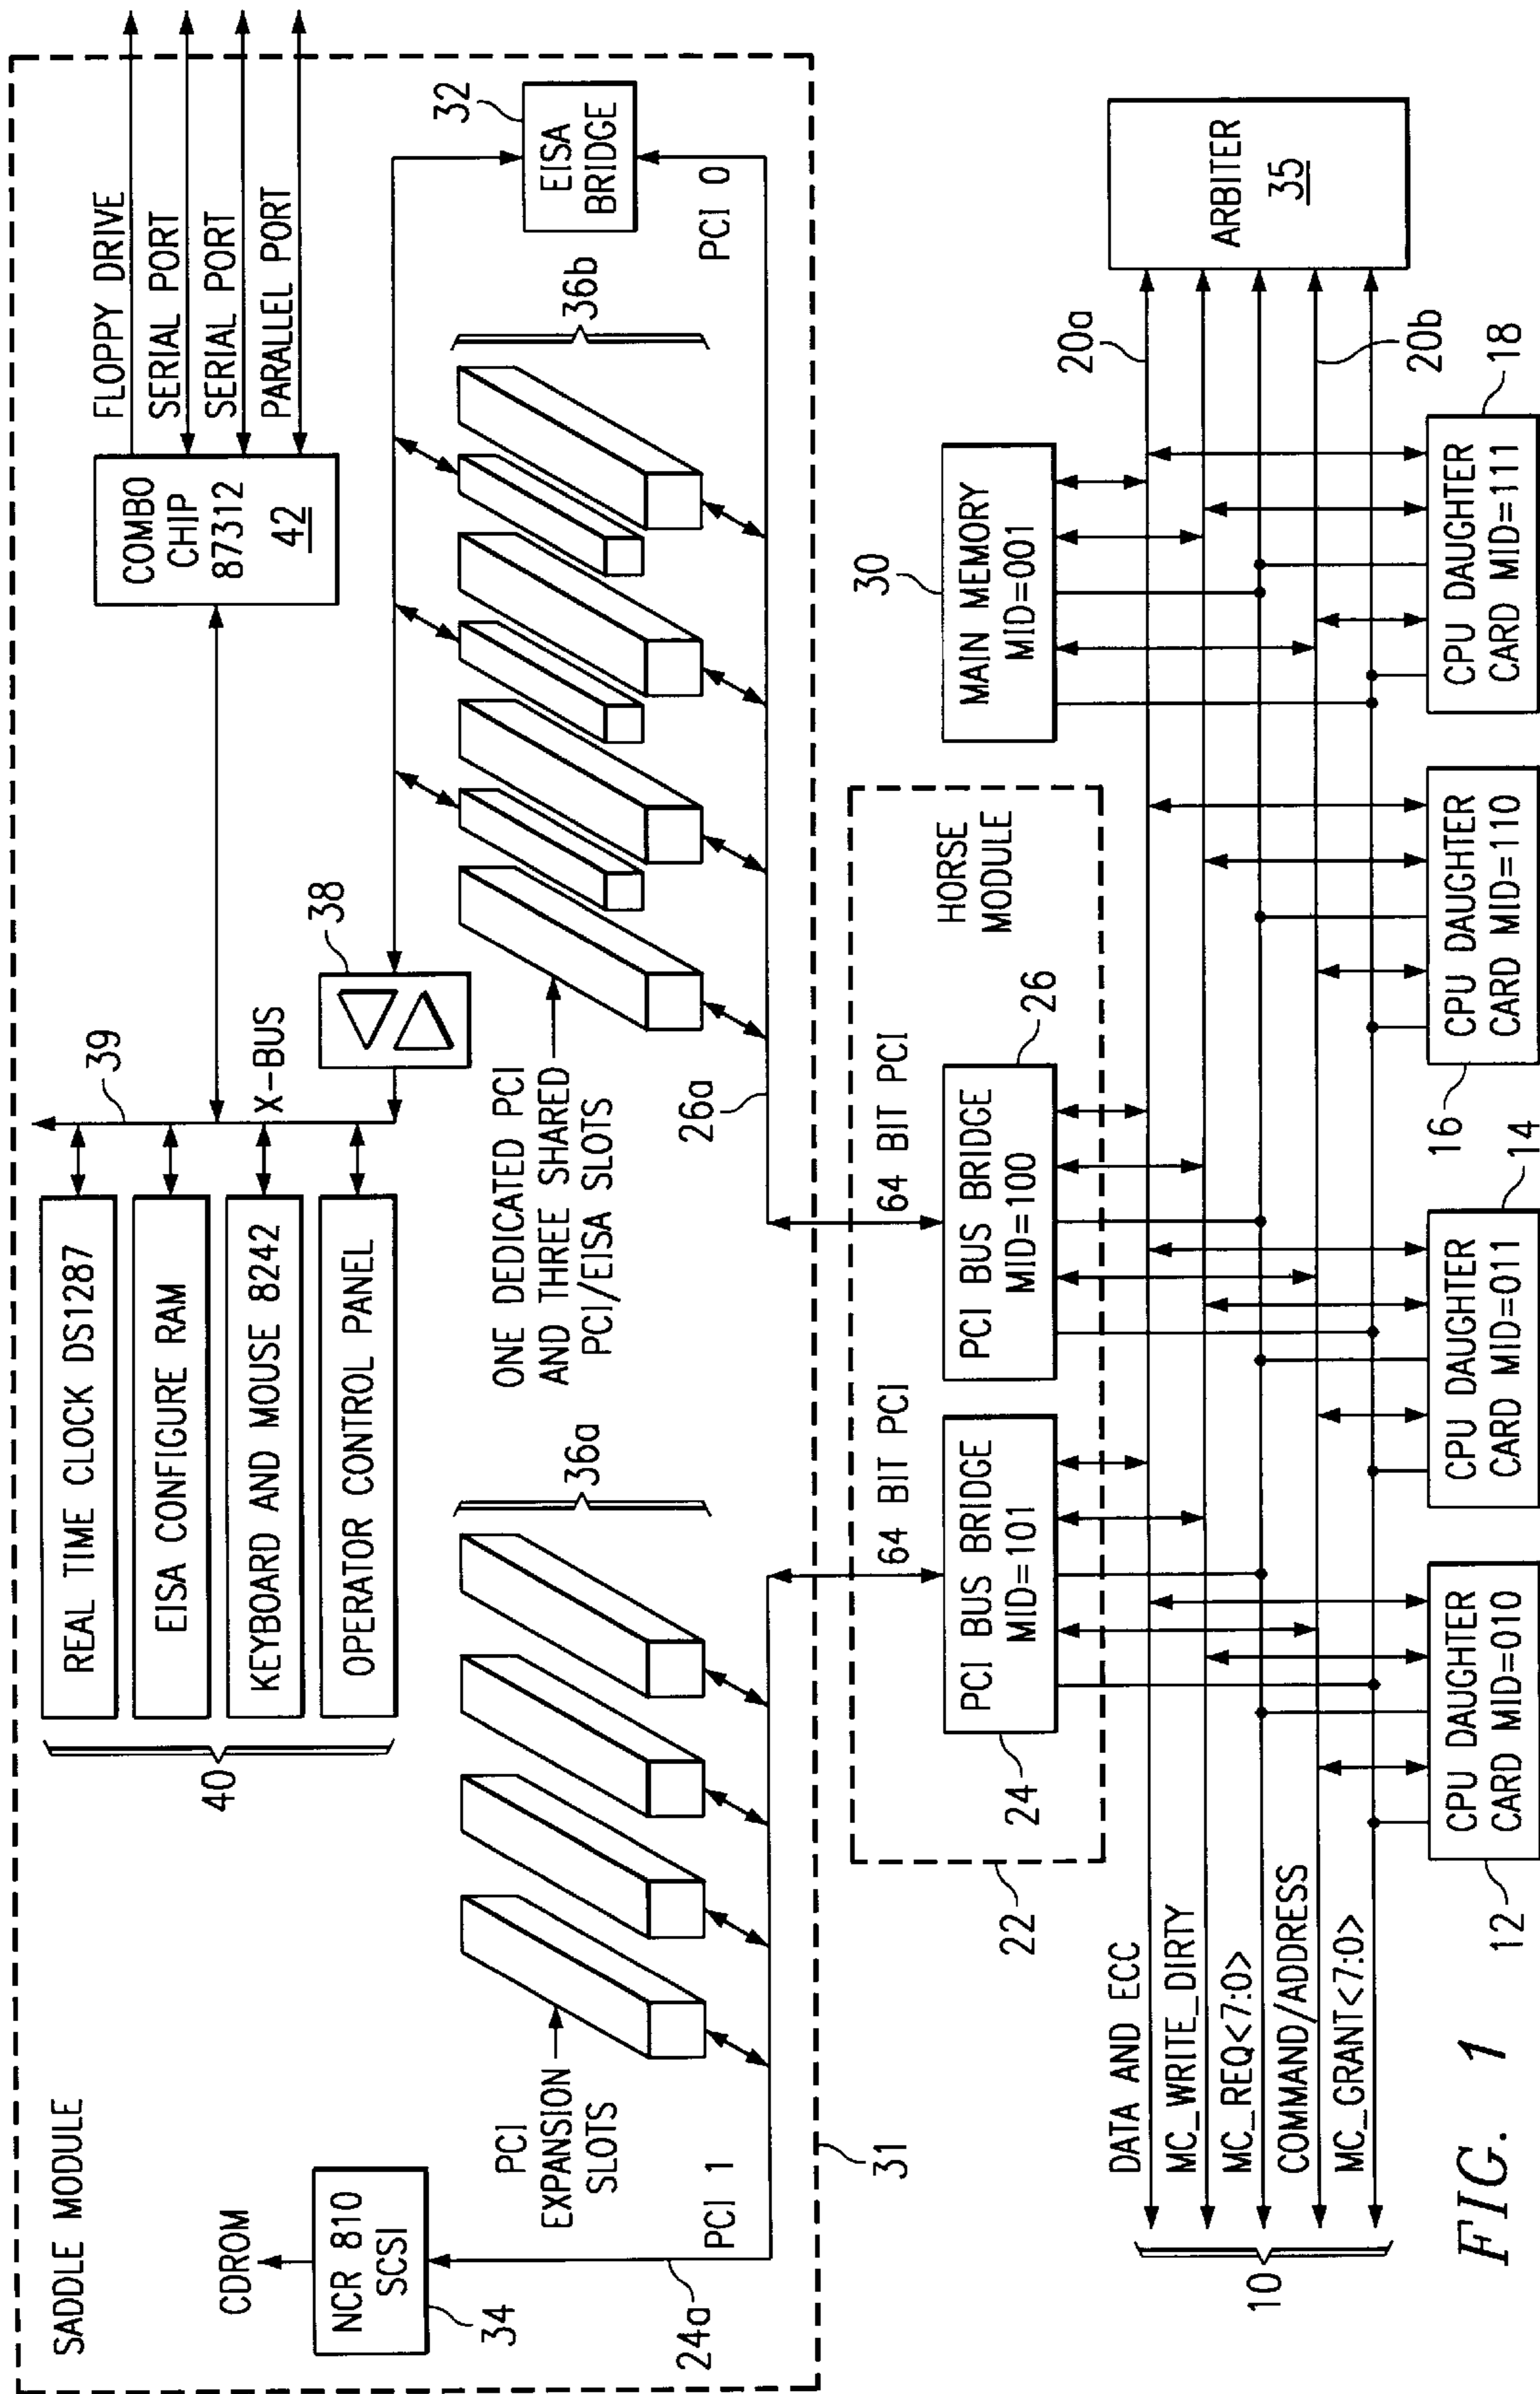 SADDLE MODULE
CDROM
NCR 810
SCSI
34
24a
PCI 1
PCI
EXPANSION
SLOTS
36a
31
40
REAL TIME CLOCK DS1287
EISA CONFIGURE RAM
KEYBOARD AND MOUSE 8242
OPERATOR CONTROL PANEL
39
X-BUS
38
ONE DEDICATED PCI
AND THREE SHARED
PCI/EISA SLOTS
26a
COMBO
CHIP
87312
42
FLOPPY DRIVE
SERIAL PORT
SERIAL PORT
PARALLEL PORT
36b
32
EISA
BRIDGE
PCI 0
22
24
64 BIT PCI
PCI BUS BRIDGE
MID=101
64 BIT PCI
26
PCI BUS BRIDGE
MID=100
HORSE
MODULE
30
MAIN MEMORY
MID=001
10
DATA AND ECC
MC_WRITE_DIRTY
MC_REQ<7:0>
COMMAND/ADDRESS
MC_GRANT<7:0>
20a
20b
ARBITER
35
12
CPU DAUGHTER
CARD MID=010
14
CPU DAUGHTER
CARD MID=011
16
CPU DAUGHTER
CARD MID=110
18
CPU DAUGHTER
CARD MID=111
FIG. 1